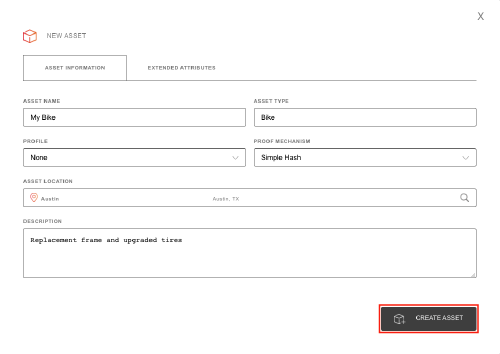 X
NEW ASSET
ASSET INFORMATION EXTENDED ATTRIBUTES
ASSET NAME ASSET TYPE
My Bike Bike
PROFILE PROOF MECHANISM
None Simple Hash
ASSET LOCATION
Austin Austin, TX
DESCRIPTION
Replacement frame and upgraded tires
CREATE ASSET